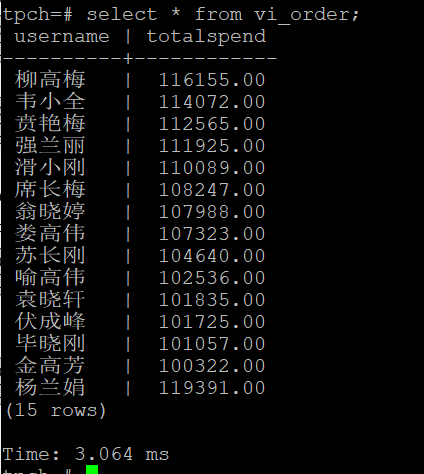 tpch=# select * from vi_order;
username | totalspend
----------+------------
柳高梅 | 116155.00
韦小全 | 114072.00
贲艳梅 | 112565.00
强兰丽 | 111925.00
滑小刚 | 110089.00
席长梅 | 108247.00
翁晓婷 | 107988.00
娄高伟 | 107323.00
苏长刚 | 104640.00
喻高伟 | 102536.00
袁晓轩 | 101835.00
伏成峰 | 101725.00
毕晓刚 | 101057.00
金高芳 | 100322.00
杨兰娟 | 119391.00
(15 rows)
Time: 3.064 ms
tpch=#